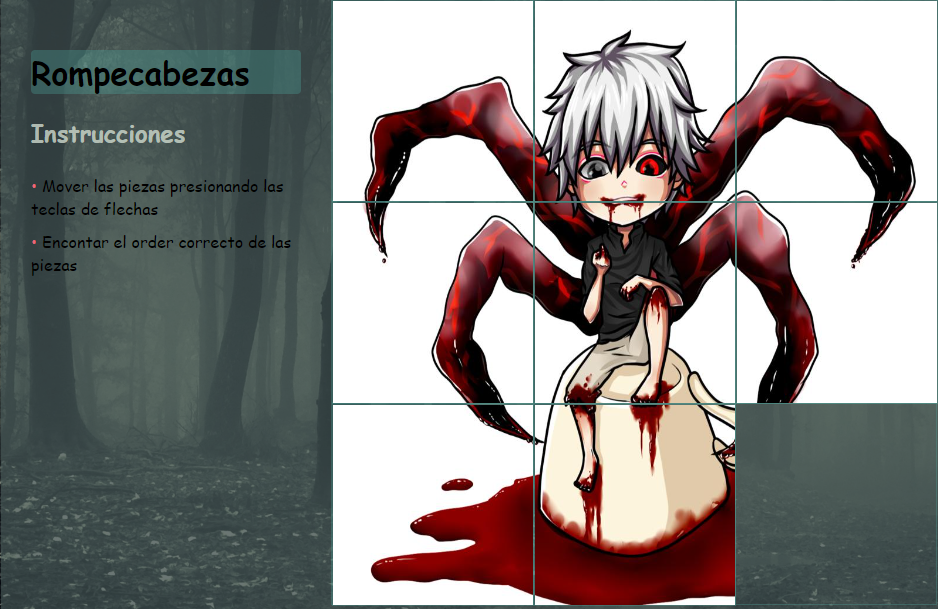 Rompecabezas
Instrucciones
• Mover las piezas presionando las
teclas de flechas
• Encontar el order correcto de las
piezas